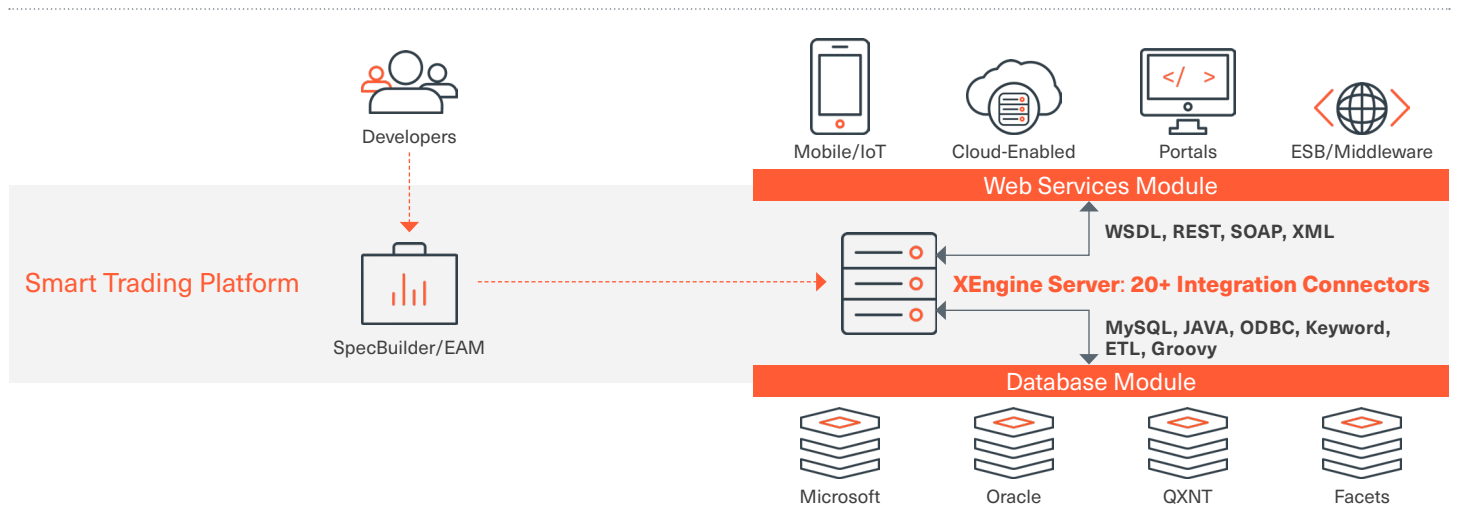 Developers
Mobile/IoT
Cloud-Enabled
</ >
Portals
ESB/Middleware
Web Services Module
WSDL, REST, SOAP, XML
Smart Trading Platform
SpecBuilder/EAM
XEngine Server: 20+ Integration Connectors
MySQL, JAVA, ODBC, Keyword,
ETL, Groovy
Database Module
Microsoft
Oracle
QXNT
Facets